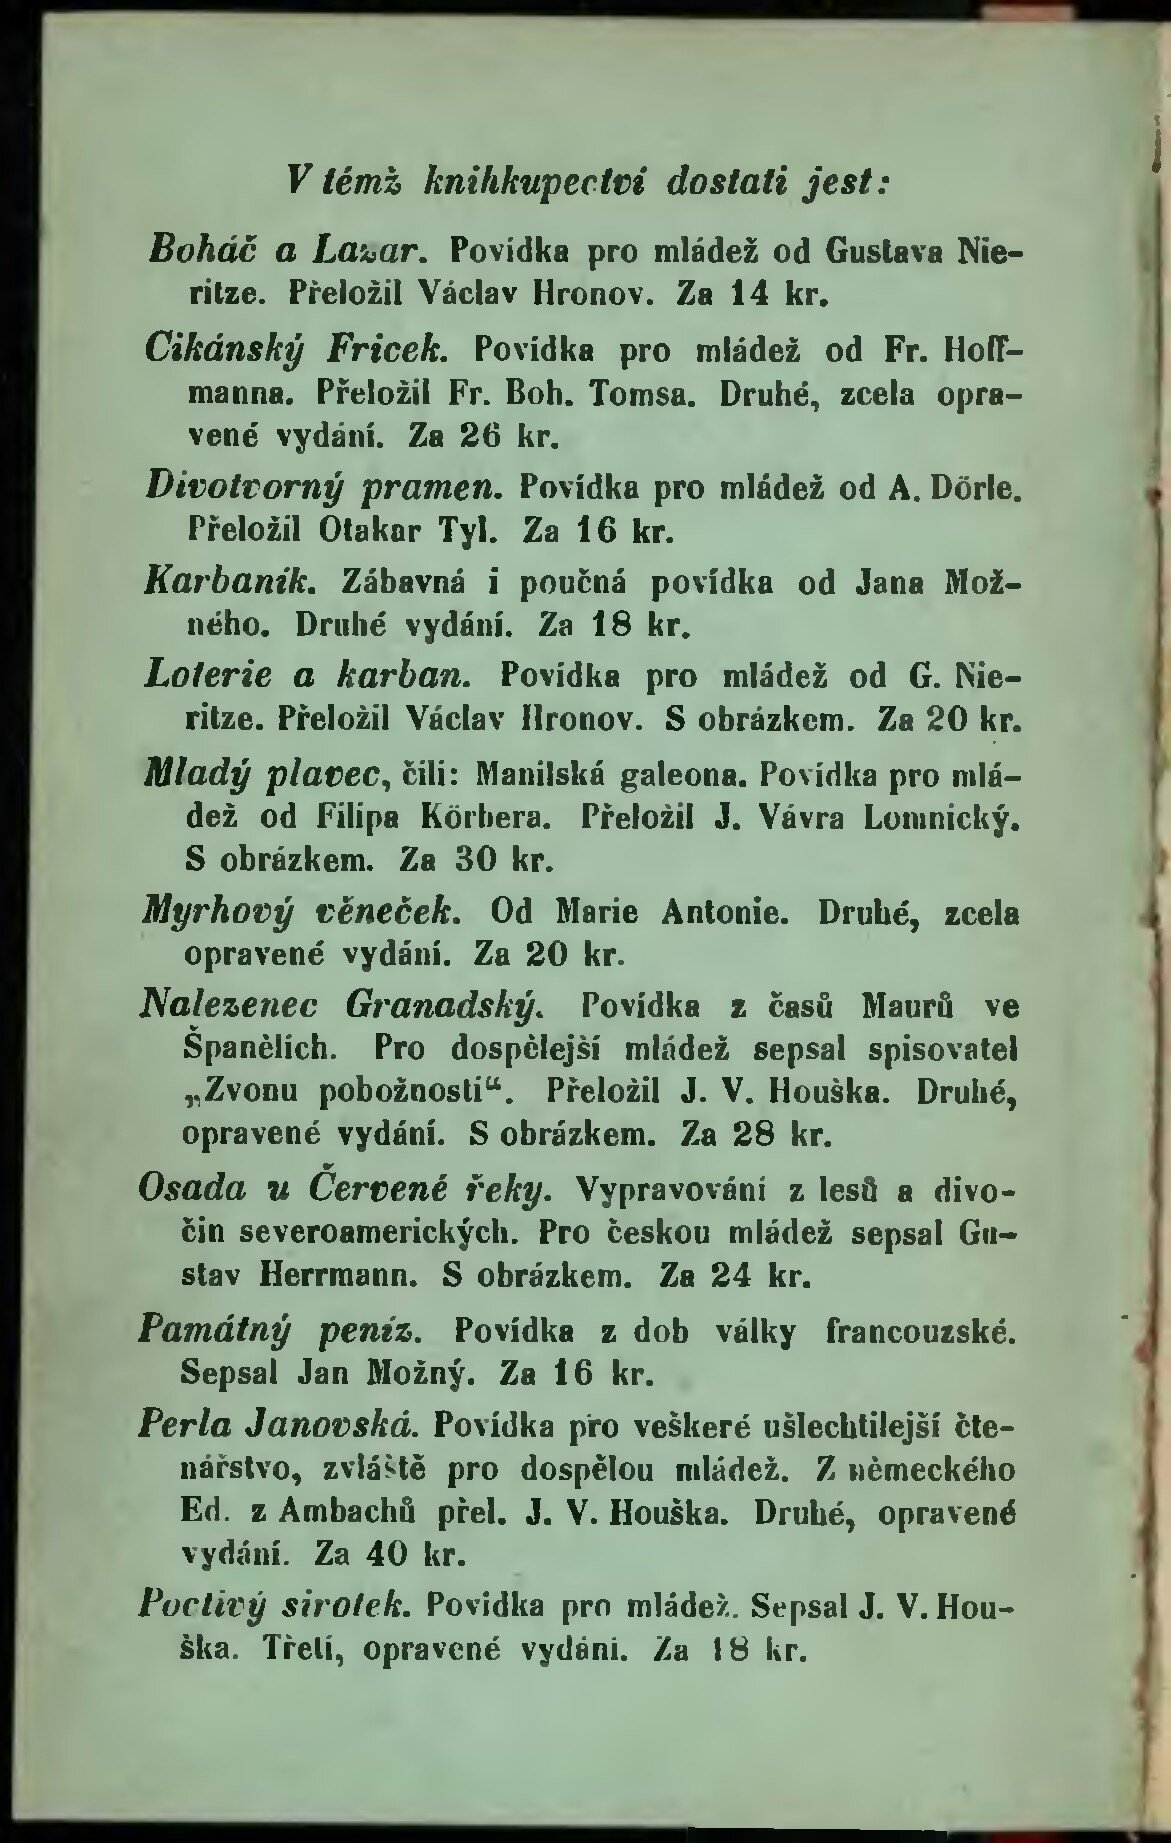 V témž knihkupectví dostati jest:
Boháč a Lazar. Povídka pro mládež od Gustava Nie-
ritze. Přeložil Václav Hronov. Za 14 kr.
Cikánský Fricek. Povídka pro mládež od Fr. Hoff-
manna. Přeložil Fr. Boh. Tomsa. Druhé, zcela opra-
vené vydání. Za 26 kr.
Divotvorný pramen. Povídka pro mládež od A. Dörle.
Přeložil Otakar Tyl. Za 16 kr.
Karbaník. Zábavná i poučná povídka od Jana Mož-
ného. Druhé vydání. Za 18 kr.
Loterie a karban. Povídka pro mládež od G. Nie-
ritze. Přeložil Václav Hronov. S obrázkem. Za 20 kr.
Mladý plavec, čili: Manilská galeona. Povídka pro mlá-
dež od Filipa Körbera. Přeložil J. Vávra Lomnický.
S obrázkem. Za 30 kr.
Myrhový věneček. Od Marie Antonie. Druhé, zcela
opravené vydání. Za 20 kr.
Nalezenec Granadský. Povídka z časů Maurů ve
Španělích. Pro dospělejší mládež sepsal spisovatel
„Zvonu pobožnosti“. Přeložil J. V. Houška. Druhé,
opravené vydání. S obrázkem. Za 28 kr.
Osada u Červené řeky. Vypravování z lesů a divo-
čin severoamerických. Pro českou mládež sepsal Gu-
stav Herrmann. S obrázkem. Za 24 kr.
Památný peníz. Povídka z dob války francouzské.
Sepsal Jan Možný. Za 16 kr.
Perla Janovská. Povídka pro veškeré ušlechtilejší čte-
nářstvo, zvláště pro dospělou mládež. Z německého
Ed. z Ambachů přel. J. V. Houška. Druhé, opravené
vydání. Za 40 kr.
Poctivý sirotek. Povídka pro mládež. Sepsal J. V. Hou-
ška. Třetí, opravené vydání. Za 18 kr.